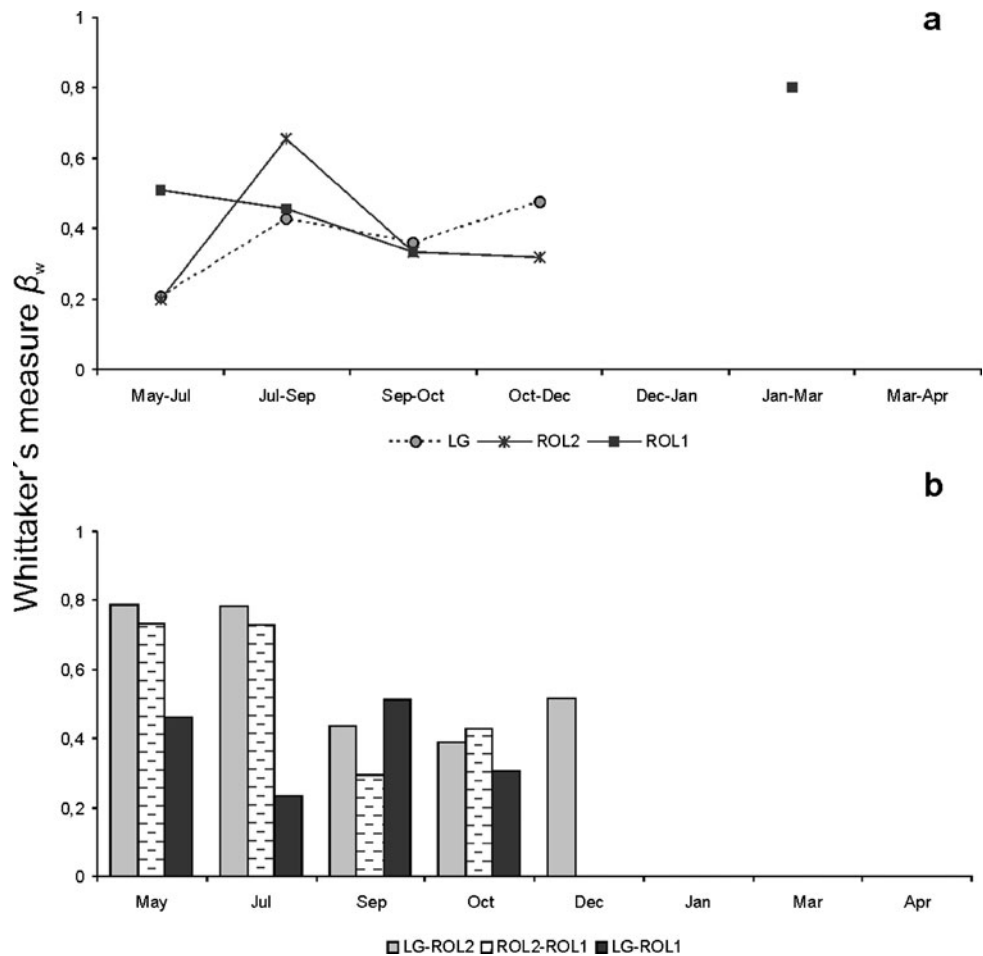 a
1
0,8
0,6
0,4
0,2
0
May-Jul Jul-Sep Sep-Oct Oct-Dec Dec-Jan Jan-Mar Mar-Apr
LG ROL2 ROL1
Whittaker´s measure βw
b
1
0,8
0,6
0,4
0,2
0
May Jul Sep Oct Dec Jan Mar Apr
LG-ROL2 ROL2-ROL1 LG-ROL1